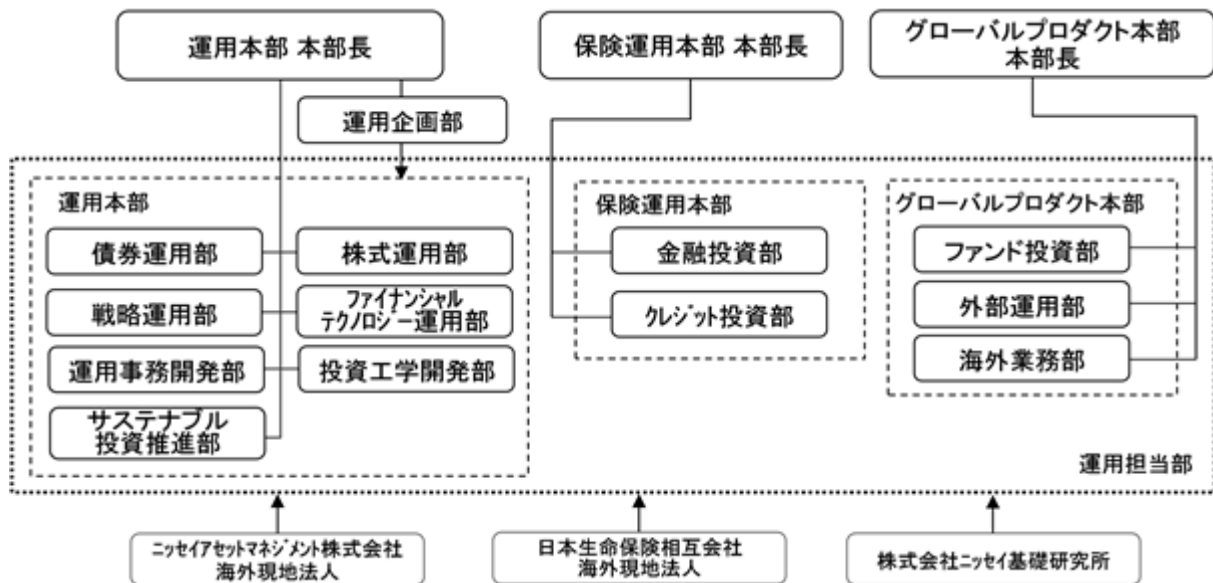 運用本部 本部長
保険運用本部 本部長
グローバルプロダクト本部
本部長
運用企画部
運用本部
債券運用部
株式運用部
戦略運用部
ファイナンシャル
テクノロジー運用部
運用事務開発部
投資工学開発部
サステナブル
投資推進部
保険運用本部
金融投資部
クレジット投資部
グローバルプロダクト本部
ファンド投資部
外部運用部
海外業務部
運用担当部
ニッセイアセットマネジメント株式会社
海外現地法人
日本生命保険相互会社
海外現地法人
株式会社ニッセイ基礎研究所